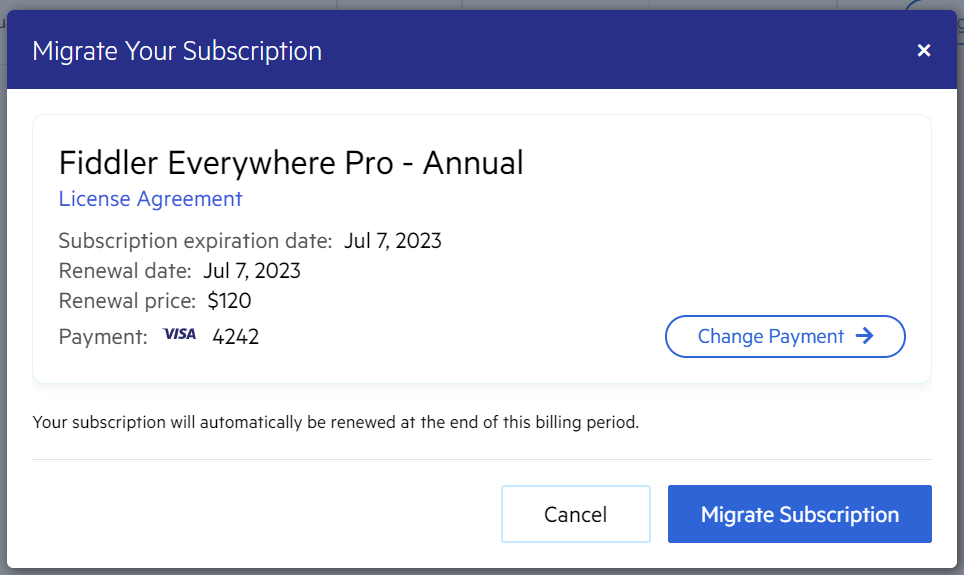 Migrate Your Subscription ×
Fiddler Everywhere Pro - Annual
License Agreement
Subscription expiration date: Jul 7, 2023
Renewal date: Jul 7, 2023
Renewal price: $120
Payment: VISA 4242
Change Payment →
Your subscription will automatically be renewed at the end of this billing period.
Cancel
Migrate Subscription